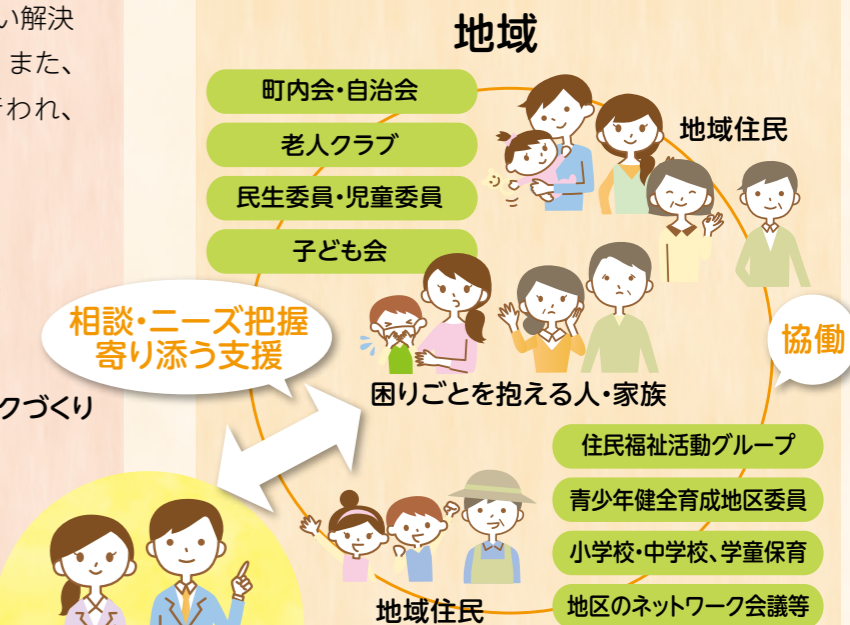 い解決
また、
われ、
地域
町内会・自治会
老人クラブ
民生委員・児童委員
子ども会
地域住民
相談・ニーズ把握
寄り添う支援
協働
困りごとを抱える人・家族
クづくり
住民福祉活動グループ
青少年健全育成地区委員
小学校・中学校、学童保育
地区のネットワーク会議等
地域住民